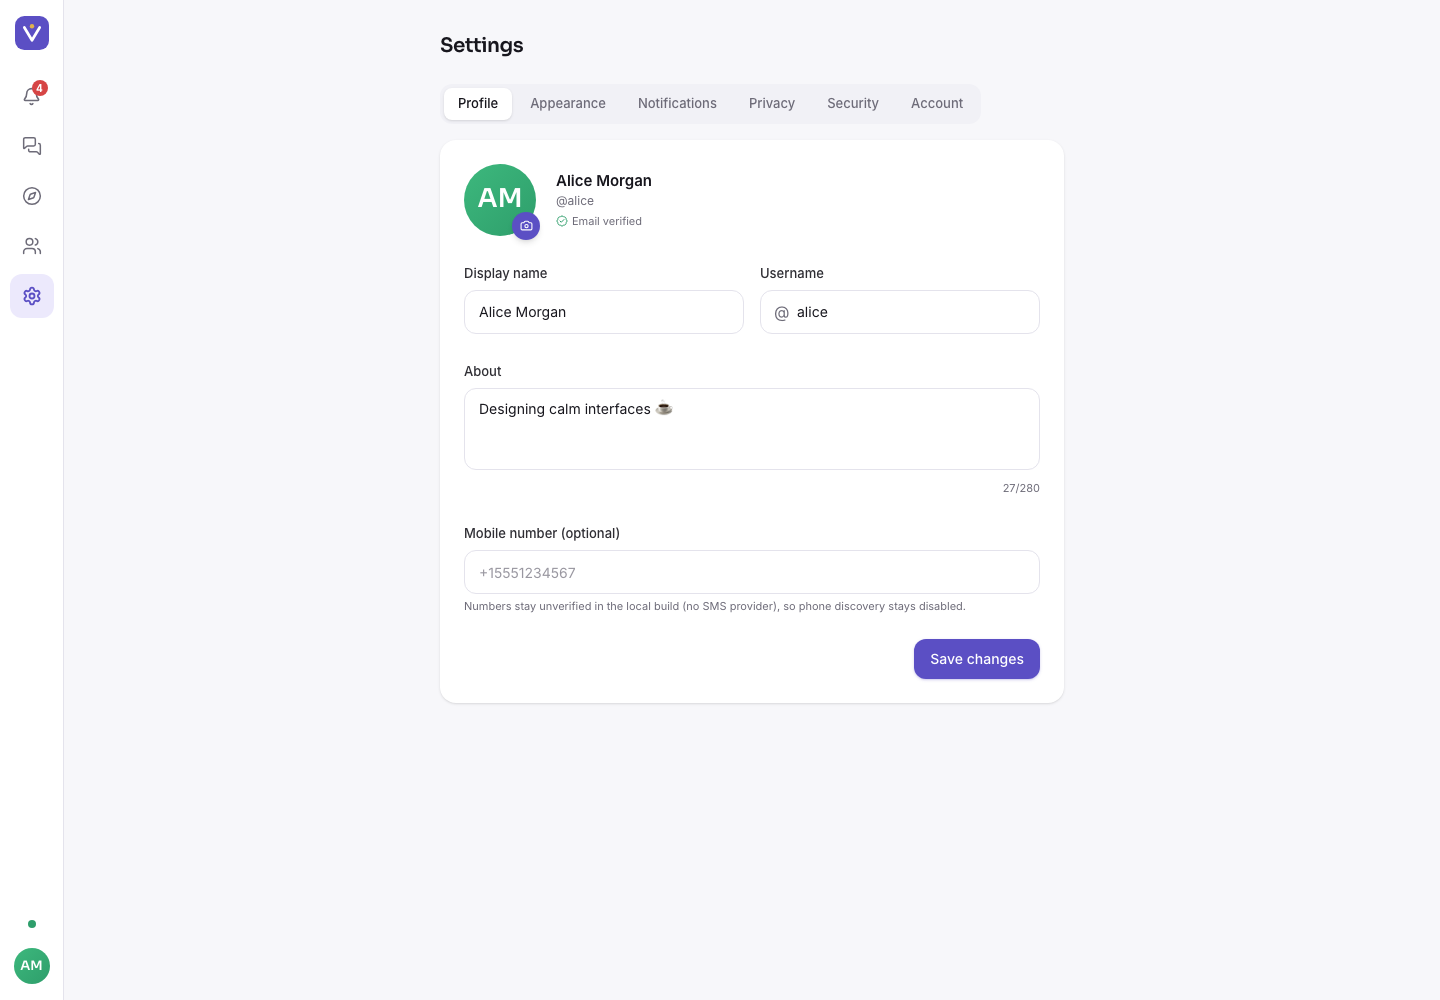 Settings
4
Profile Appearance Notifications Privacy Security Account
AM
Alice Morgan
@alice
Email verified
Display name
Alice Morgan
Username
@ alice
About
Designing calm interfaces ☕
27/280
Mobile number (optional)
+15551234567
Numbers stay unverified in the local build (no SMS provider), so phone discovery stays disabled.
Save changes
AM